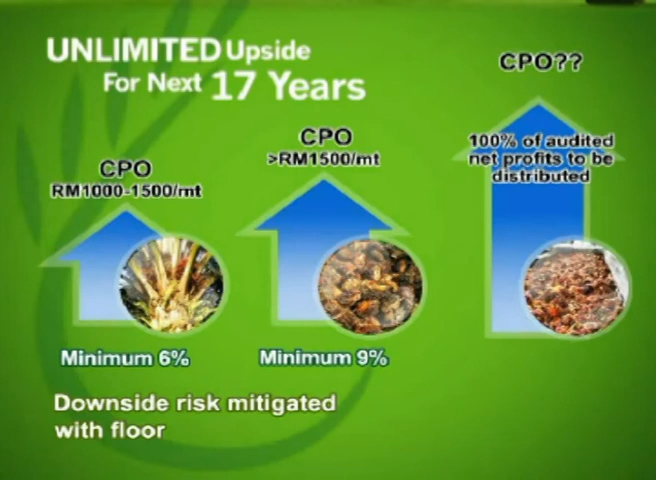 UNLIMITED Upside
For Next 17 Years
CPO
RM1000-1500/mt
Minimum 6%
CPO
>RM1500/mt
Minimum 9%
CPO??
100% of audited
net profits to be
distributed
Downside risk mitigated
with floor